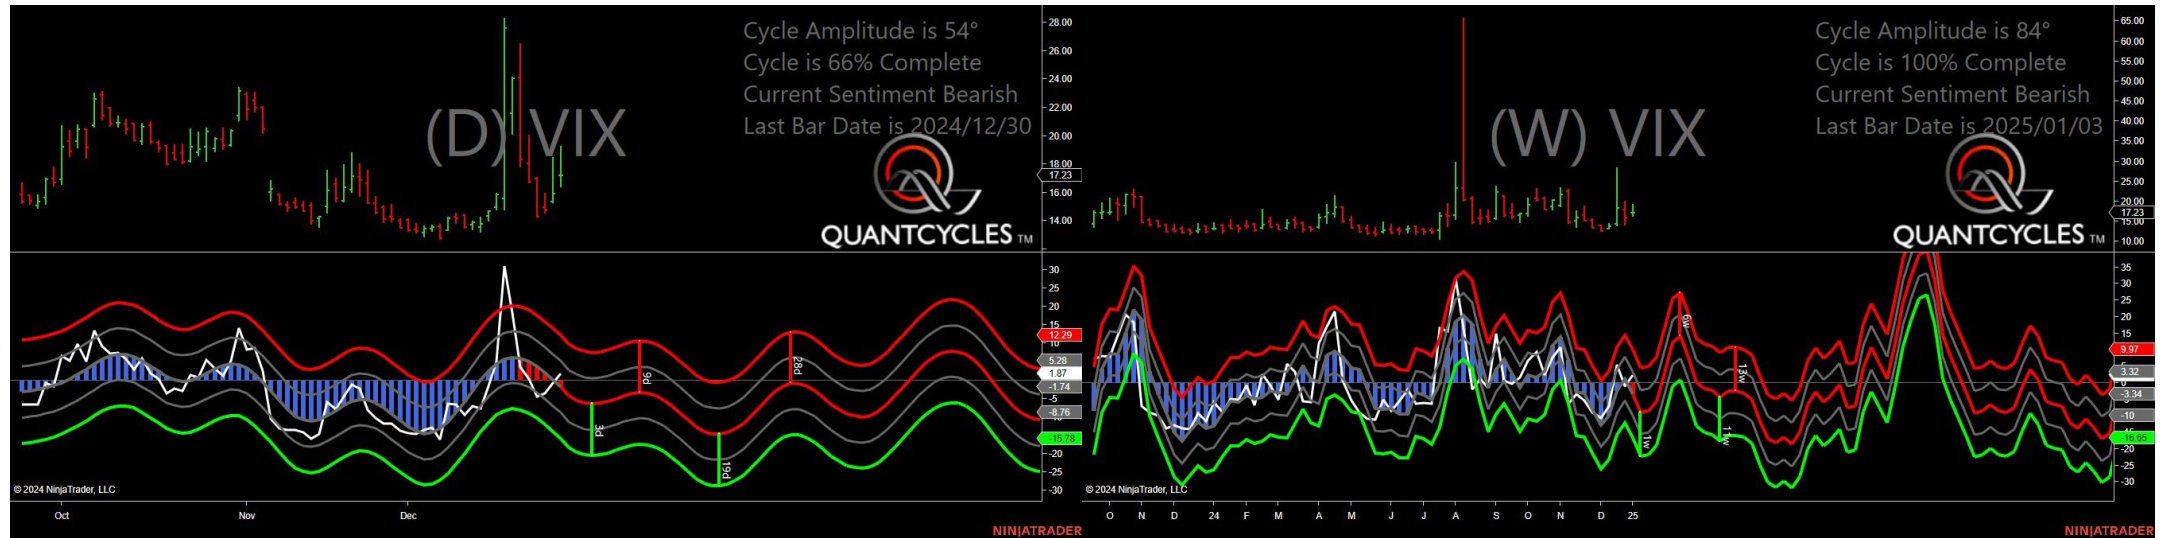 Cycle Amplitude is 54°
Cycle is 66% Complete
Current Sentiment Bearish
Last Bar Date is 2024/12/30
(D) VIX
QUANTCYCLES TM
28.00
26.00
24.00
22.00
20.00
18.00
17.23
16.00
14.00
30
25
20
15
12.29
10
5.28
1.87
-1.74
-5
-8.76
-15.78
-20
-25
-30
9d
28d
3d
19d
© 2024 NinjaTrader, LLC
Oct Nov Dec
NINJATRADER
Cycle Amplitude is 84°
Cycle is 100% Complete
Current Sentiment Bearish
Last Bar Date is 2025/01/03
(W) VIX
QUANTCYCLES TM
65.00
60.00
55.00
50.00
45.00
40.00
35.00
30.00
25.00
20.00
17.23
15.00
10.00
35
30
25
20
15
9.97
3.32
-3.34
-10
-16.65
-20
-25
-30
6w
13w
1w
11w
© 2024 NinjaTrader, LLC
O N D 24 F M A M J J A S O N D 25
NINJATRADER